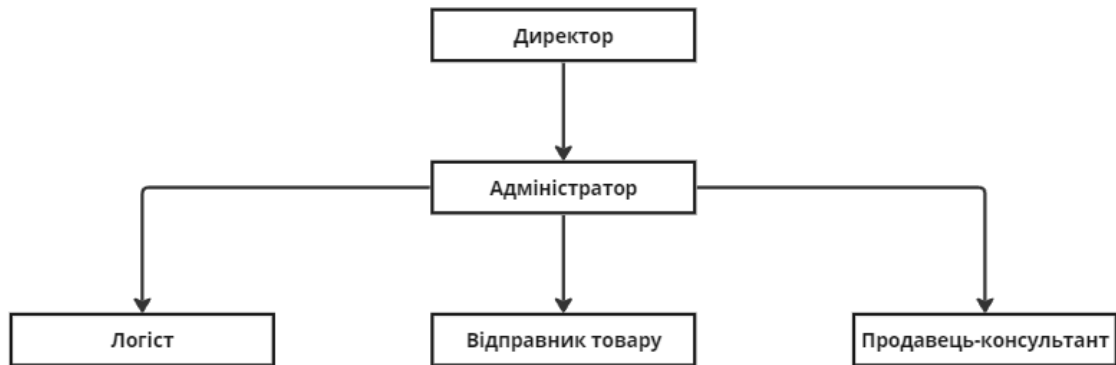 Директор
Адміністратор
Логіст
Відправник товару
Продавець-консультант